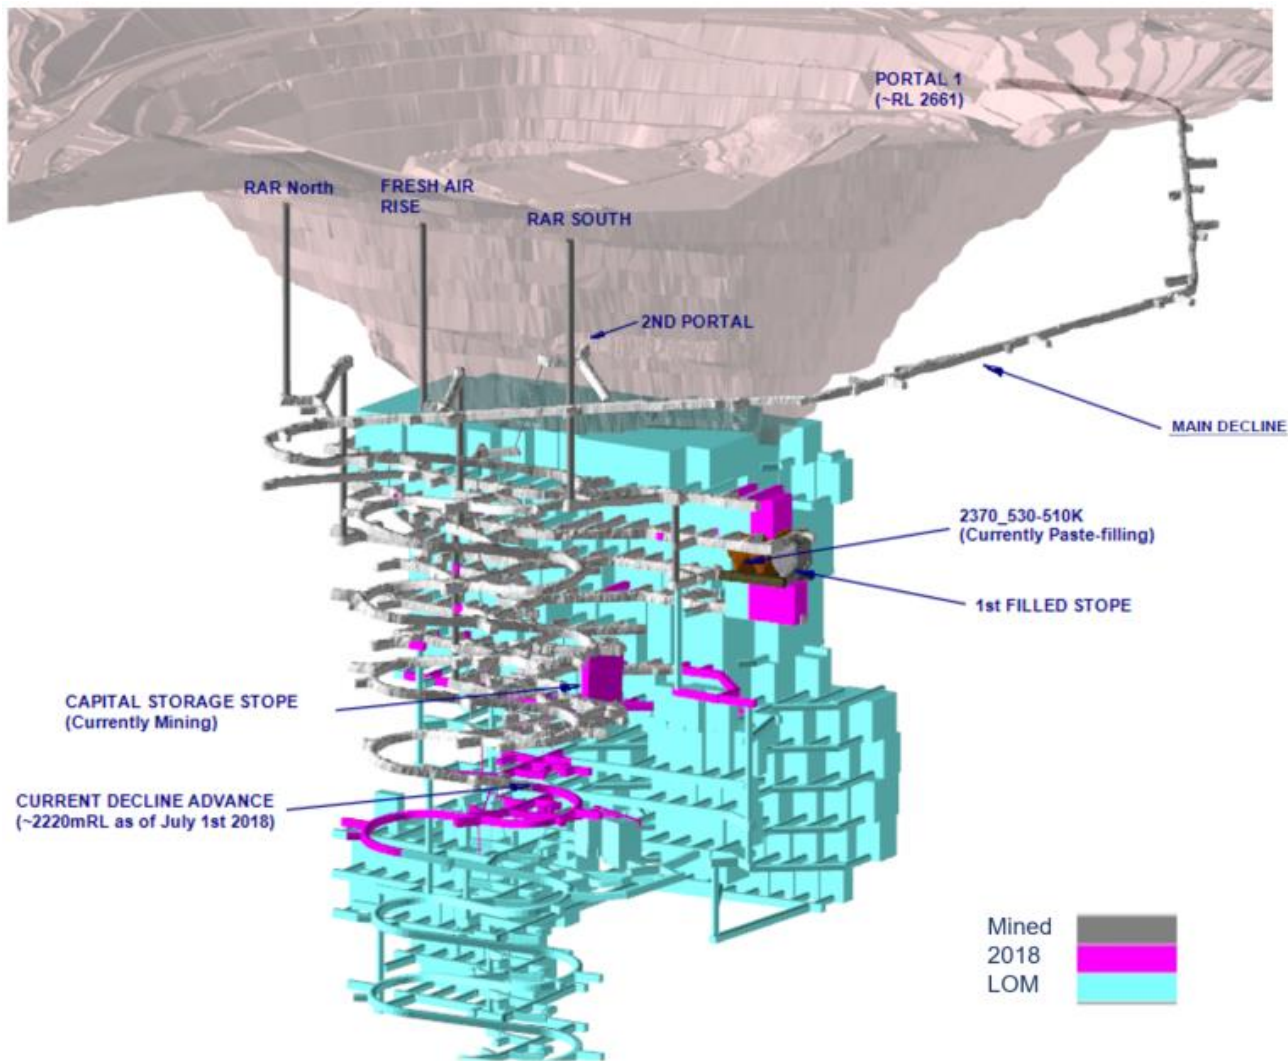 PORTAL 1
(~RL 2661)
RAR North
FRESH AIR
RISE
RAR SOUTH
2ND PORTAL
MAIN DECLINE
2370_530-510K
(Currently Paste-filling)
1st FILLED STOPE
CAPITAL STORAGE STOPE
(Currently Mining)
CURRENT DECLINE ADVANCE
(~2220mRL as of July 1st 2018)
Mined
2018
LOM